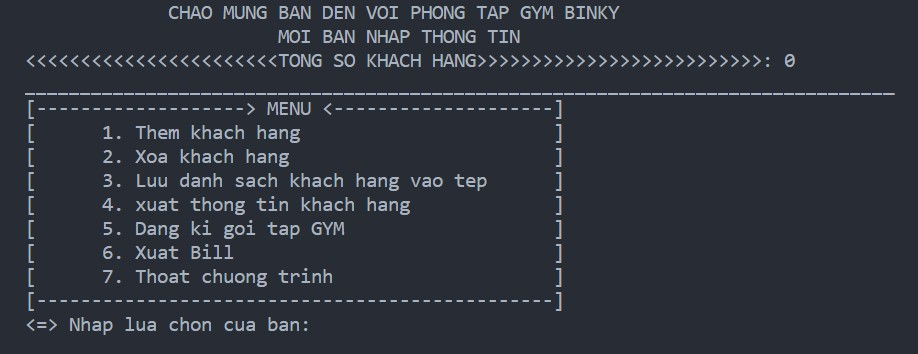 CHAO MUNG BAN DEN VOI PHONG TAP GYM BINKY
MOI BAN NHAP THONG TIN
<<<<<<<<<<<<<<<<<<<<<<<TONG SO KHACH HANG>>>>>>>>>>>>>>>>>>>>>>>>>>: 0
_______________________________________________________________________________
[-------------------> MENU <--------------------]
[ 1. Them khach hang ]
[ 2. Xoa khach hang ]
[ 3. Luu danh sach khach hang vao tep ]
[ 4. xuat thong tin khach hang ]
[ 5. Dang ki goi tap GYM ]
[ 6. Xuat Bill ]
[ 7. Thoat chuong trinh ]
[-----------------------------------------------]
<=> Nhap lua chon cua ban: